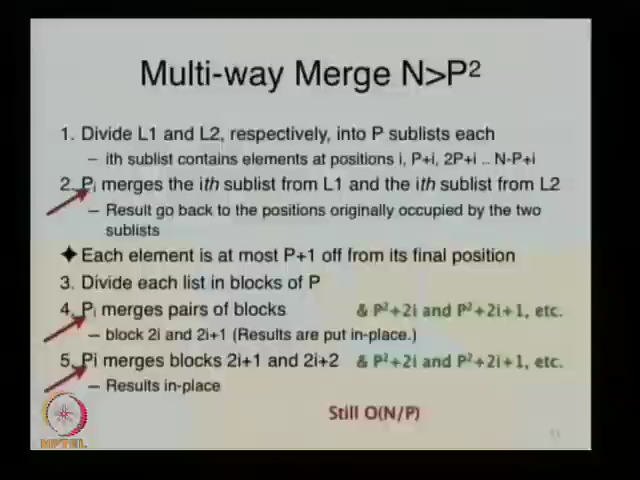 Multi-way Merge N>P²
1. Divide L1 and L2, respectively, into P sublists each
– ith sublist contains elements at positions i, P+i, 2P+i .. N-P+i
2. Pi merges the ith sublist from L1 and the ith sublist from L2
– Result go back to the positions originally occupied by the two
sublists
✦ Each element is at most P+1 off from its final position
3. Divide each list in blocks of P
4. Pi merges pairs of blocks & P²+2i and P²+2i+1, etc.
– block 2i and 2i+1 (Results are put in-place.)
5. Pi merges blocks 2i+1 and 2i+2 & P²+2i and P²+2i+1, etc.
– Results in-place
Still O(N/P)
NPTEL